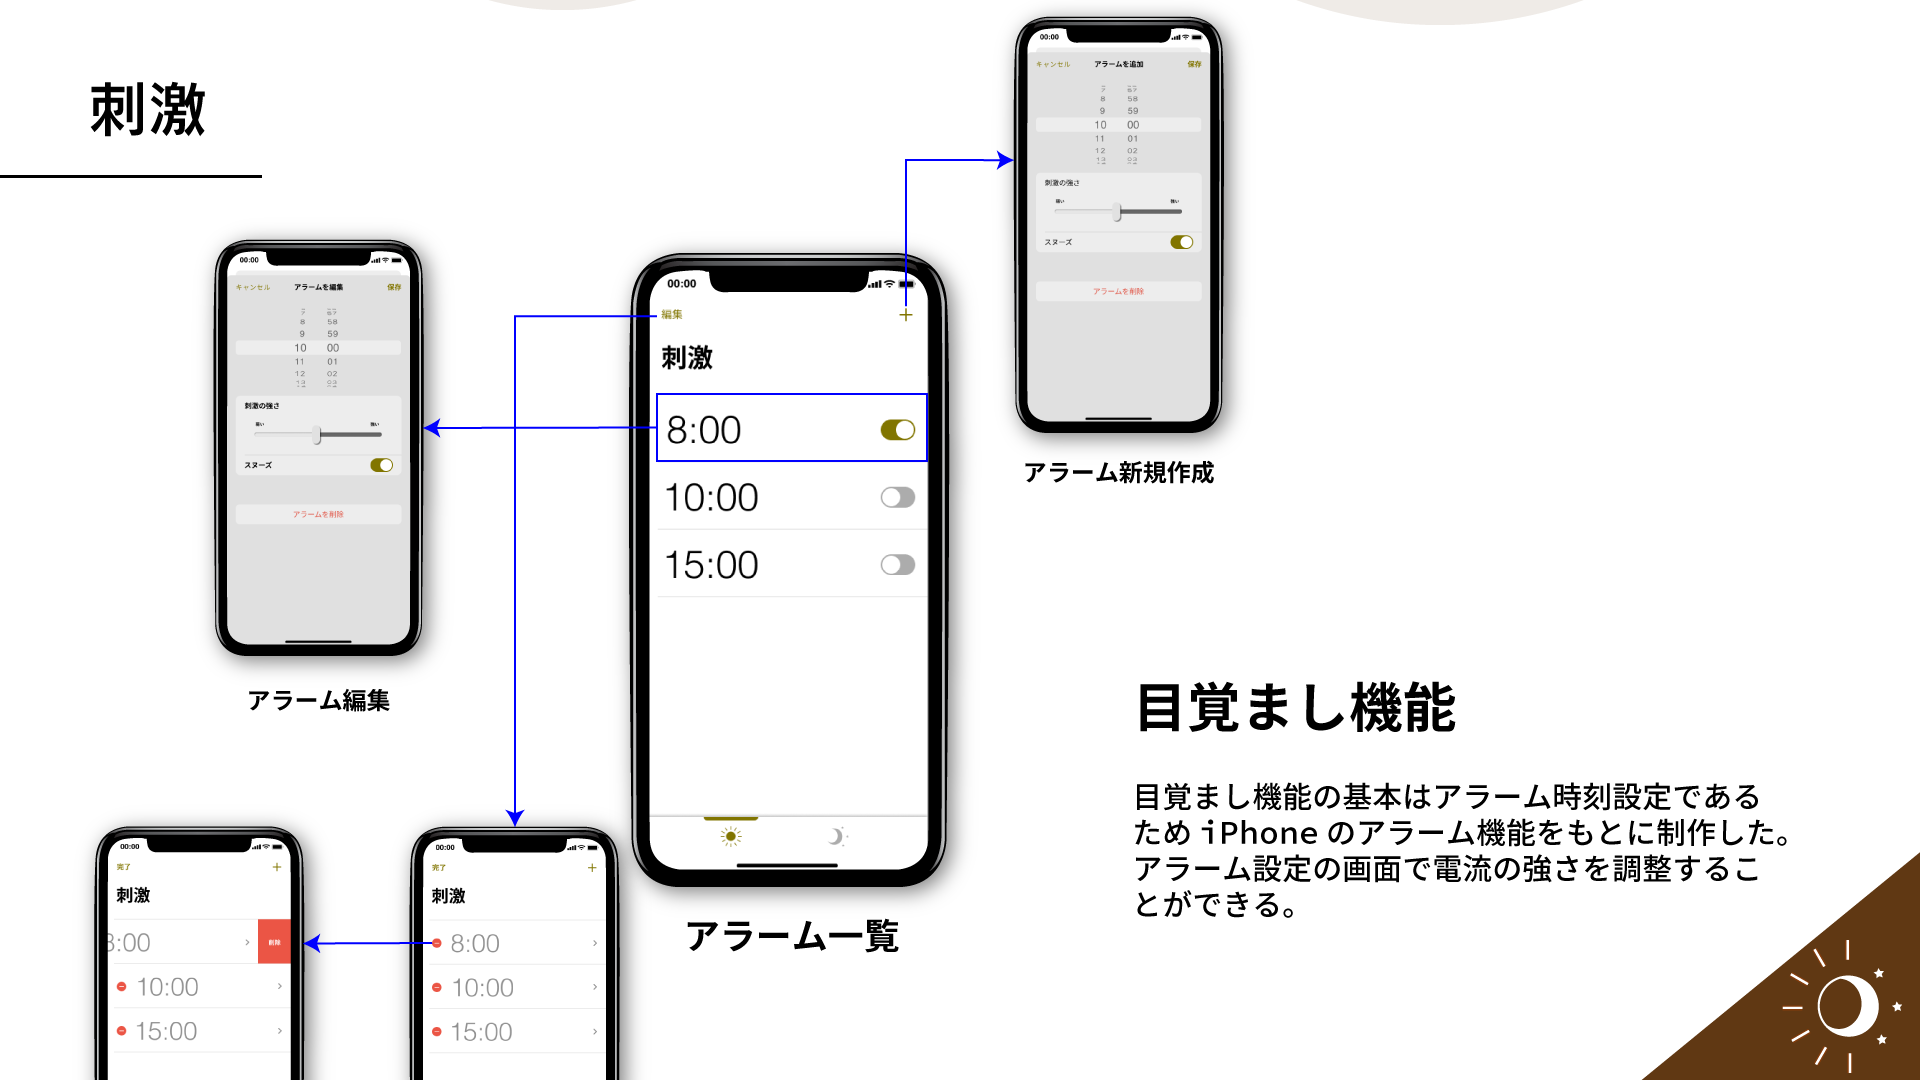 刺激
00:00
アラームを追加
キャンセル
保存
7 57
8 58
9 59
10 00
11 01
12 02
13 03
刺激の強さ
弱い 強い
スヌーズ
アラームを削除
アラーム新規作成
00:00
キャンセル
アラームを編集
保存
7 57
8 58
9 59
10 00
11 01
12 02
13 03
刺激の強さ
弱い 強い
スヌーズ
アラームを削除
アラーム編集
00:00
編集
+
刺激
8:00
10:00
15:00
アラーム一覧
00:00
完了
+
刺激
8:00
削除
10:00
15:00
00:00
完了
+
刺激
8:00
10:00
15:00
目覚まし機能
目覚まし機能の基本はアラーム時刻設定である
ため iPhone のアラーム機能をもとに制作した。
アラーム設定の画面で電流の強さを調整するこ
とができる。